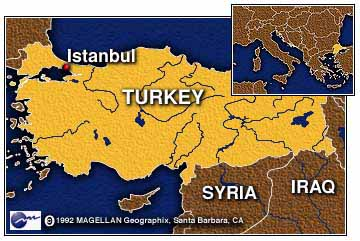 Istanbul
TURKEY
SYRIA
IRAQ
© 1992 MAGELLAN Geographix, Santa Barbara, CA